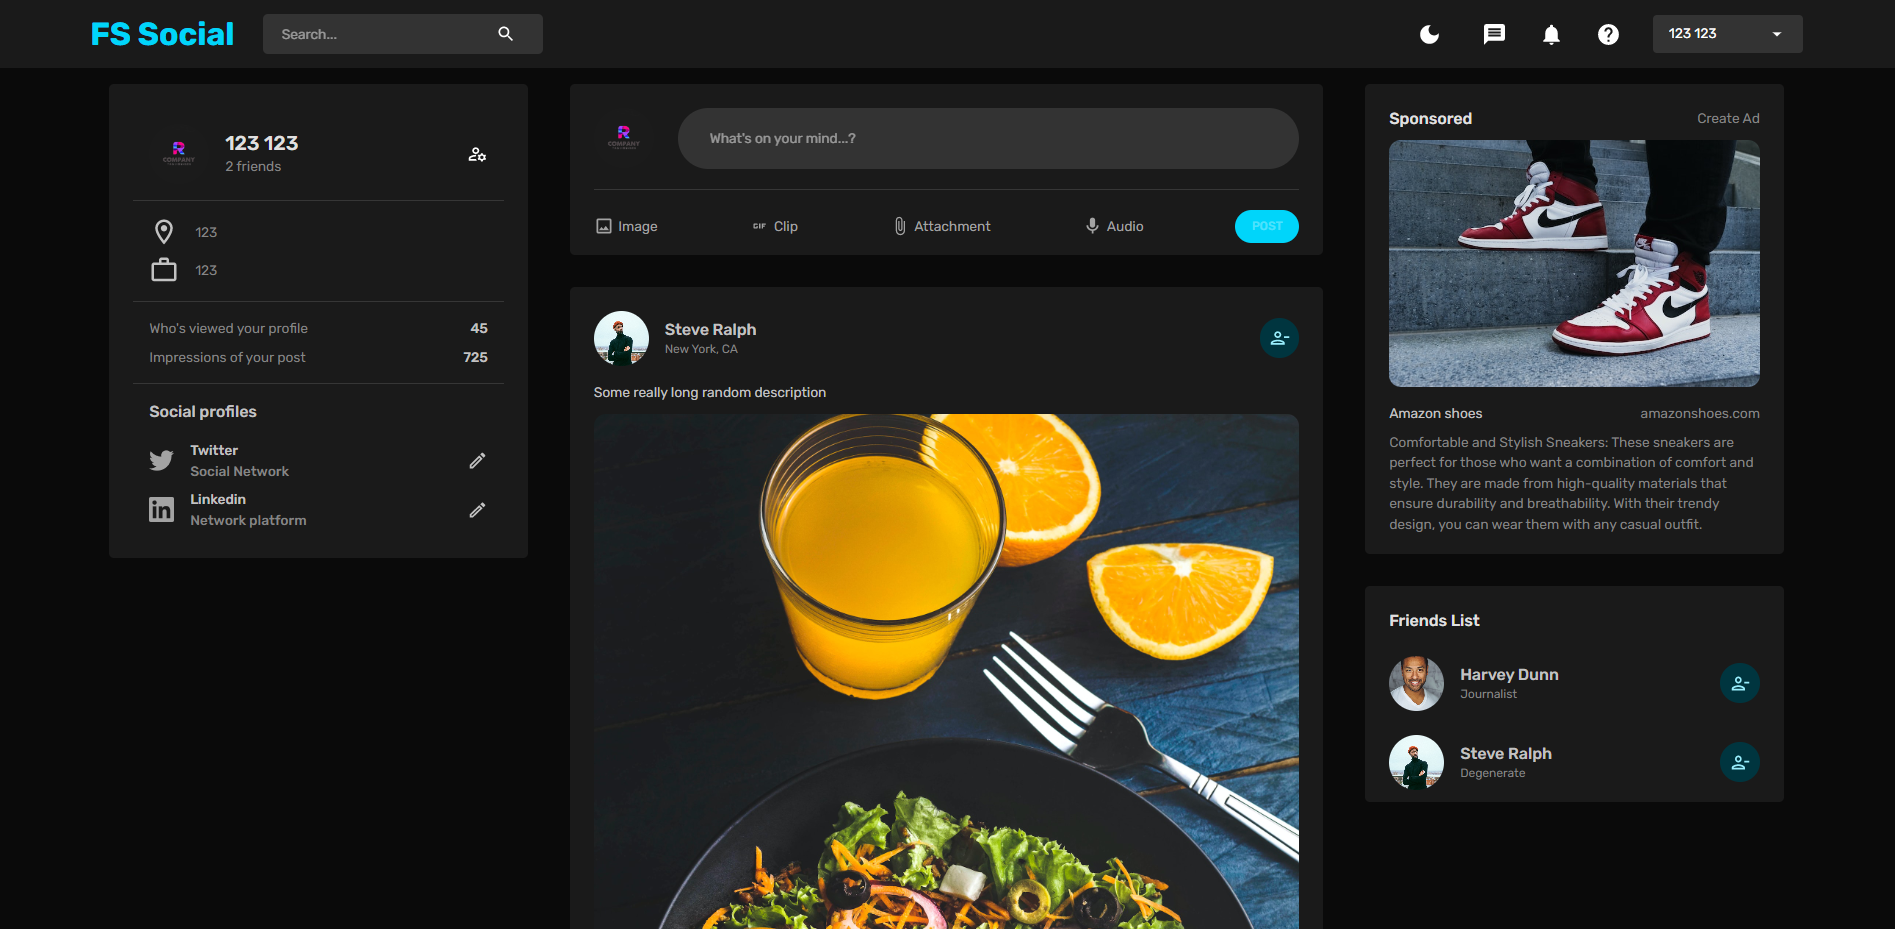 FS Social
Search...
123 123
123 123
2 friends
123
123
Who's viewed your profile 45
Impressions of your post 725
Social profiles
Twitter
Social Network
Linkedin
Network platform
COMPANY
COMPANY
What's on your mind...?
Image
GIF Clip
Attachment
Audio
POST
Steve Ralph
New York, CA
Some really long random description
Sponsored Create Ad
Amazon shoes amazonshoes.com
Comfortable and Stylish Sneakers: These sneakers are
perfect for those who want a combination of comfort and
style. They are made from high-quality materials that
ensure durability and breathability. With their trendy
design, you can wear them with any casual outfit.
Friends List
Harvey Dunn
Journalist
Steve Ralph
Degenerate